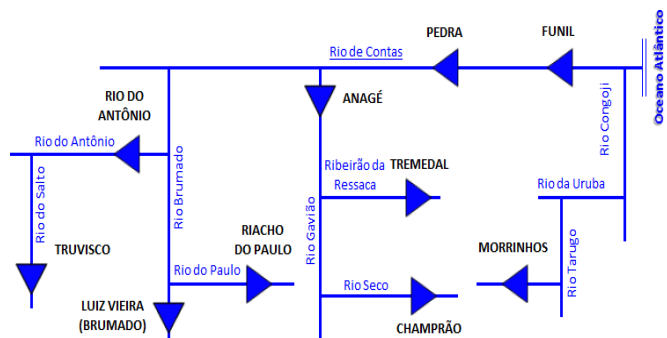 PEDRA
FUNIL
Rio de Contas
Oceano Atlântico
RIO DO
ANTÔNIO
ANAGÉ
Rio Congoji
Rio do Antônio
Ribeirão da
Ressaca
TREMEDAL
Rio do Salto
Rio Brumado
Rio Gavião
Rio da Uruba
TRUVISCO
RIACHO
DO PAULO
MORRINHOS
Rio Tarugo
Rio do Paulo
Rio Seco
LUIZ VIEIRA
(BRUMADO)
CHAMPRÃO